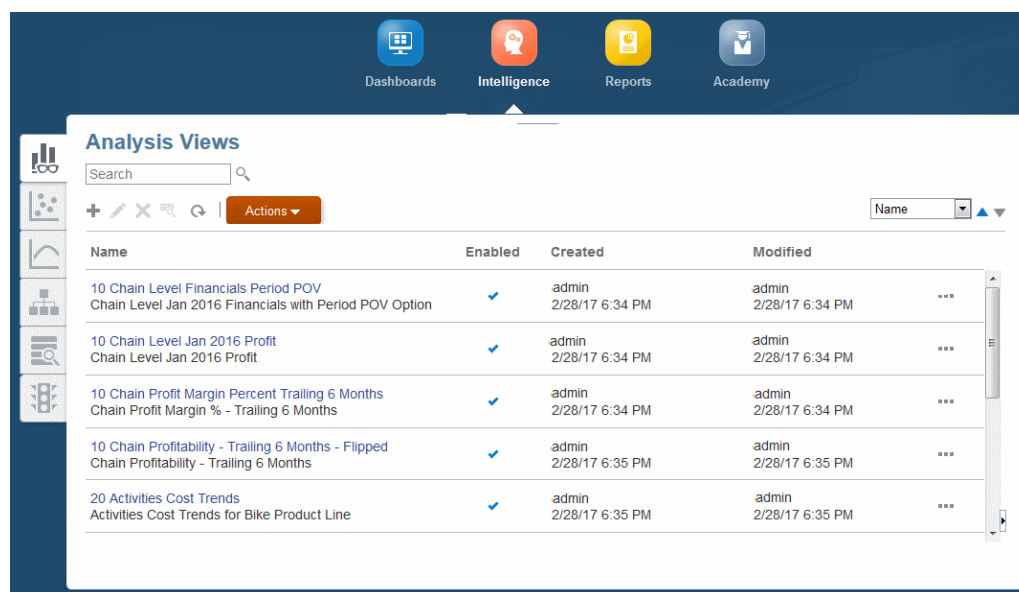 Dashboards Intelligence Reports Academy
Analysis Views
Search
Actions
Name
Name Enabled Created Modified
10 Chain Level Financials Period POV admin admin
Chain Level Jan 2016 Financials with Period POV Option 2/28/17 6:34 PM 2/28/17 6:34 PM
10 Chain Level Jan 2016 Profit admin admin
Chain Level Jan 2016 Profit 2/28/17 6:34 PM 2/28/17 6:34 PM
10 Chain Profit Margin Percent Trailing 6 Months admin admin
Chain Profit Margin % - Trailing 6 Months 2/28/17 6:34 PM 2/28/17 6:34 PM
10 Chain Profitability - Trailing 6 Months - Flipped admin admin
Chain Profitability - Trailing 6 Months 2/28/17 6:35 PM 2/28/17 6:35 PM
20 Activities Cost Trends admin admin
Activities Cost Trends for Bike Product Line 2/28/17 6:35 PM 2/28/17 6:35 PM